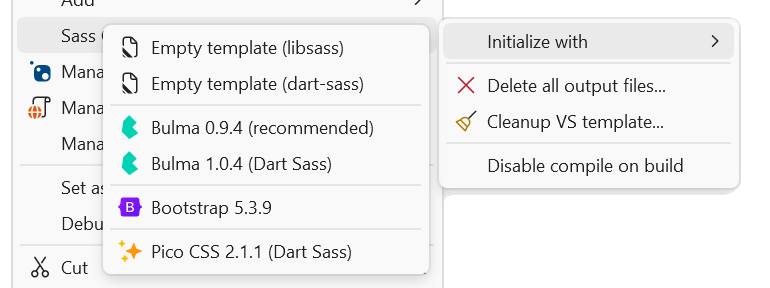 Add
Sass
Mana
Mana
Mana
Set as
Debu
Cut
Empty template (libsass)
Empty template (dart-sass)
Bulma 0.9.4 (recommended)
Bulma 1.0.4 (Dart Sass)
B
Bootstrap 5.3.9
Pico CSS 2.1.1 (Dart Sass)
Initialize with
Delete all output files...
Cleanup VS template...
Disable compile on build